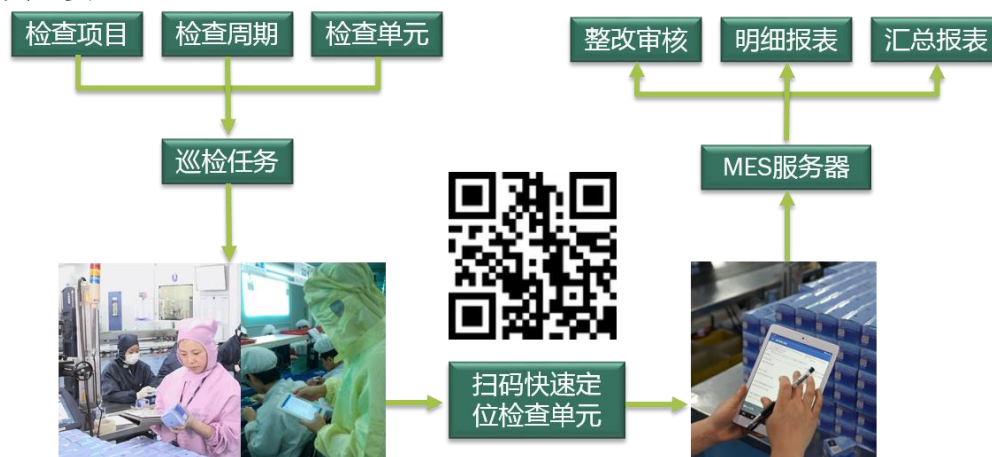 检查项目
检查周期
检查单元
整改审核
明细报表
汇总报表
巡检任务
MES服务器
扫码快速定
位检查单元